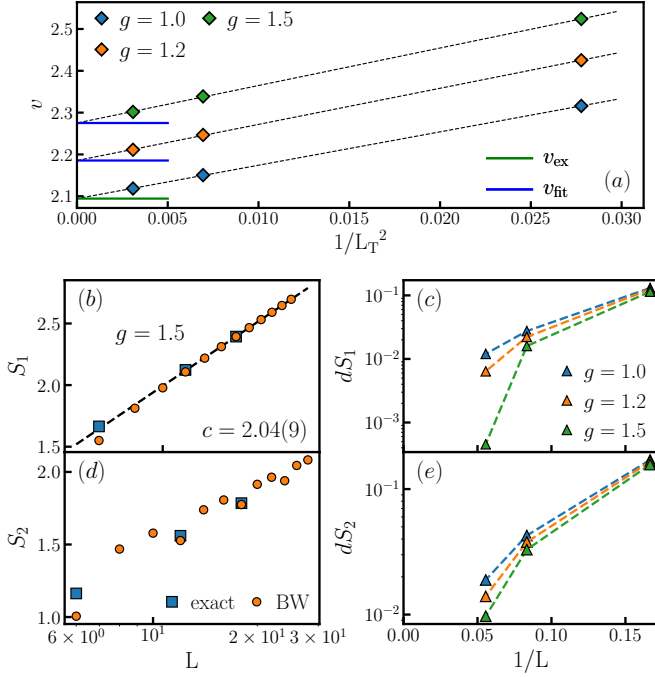 g = 1.0
g = 1.5
g = 1.2
v
2.5
2.4
2.3
2.2
2.1
v_ex
v_fit
(a)
0.000
0.005
0.010
0.015
0.020
0.025
0.030
1/L_T^2
(b)
g = 1.5
c = 2.04(9)
S_1
2.5
2.0
1.5
(c)
g = 1.0
g = 1.2
g = 1.5
dS_1
10^{-1}
10^{-2}
10^{-3}
(d)
exact
BW
S_2
2.0
1.5
1.0
6 × 10^0
10^1
2 × 10^1
3 × 10^1
L
(e)
dS_2
10^{-1}
10^{-2}
0.00
0.05
0.10
0.15
1/L